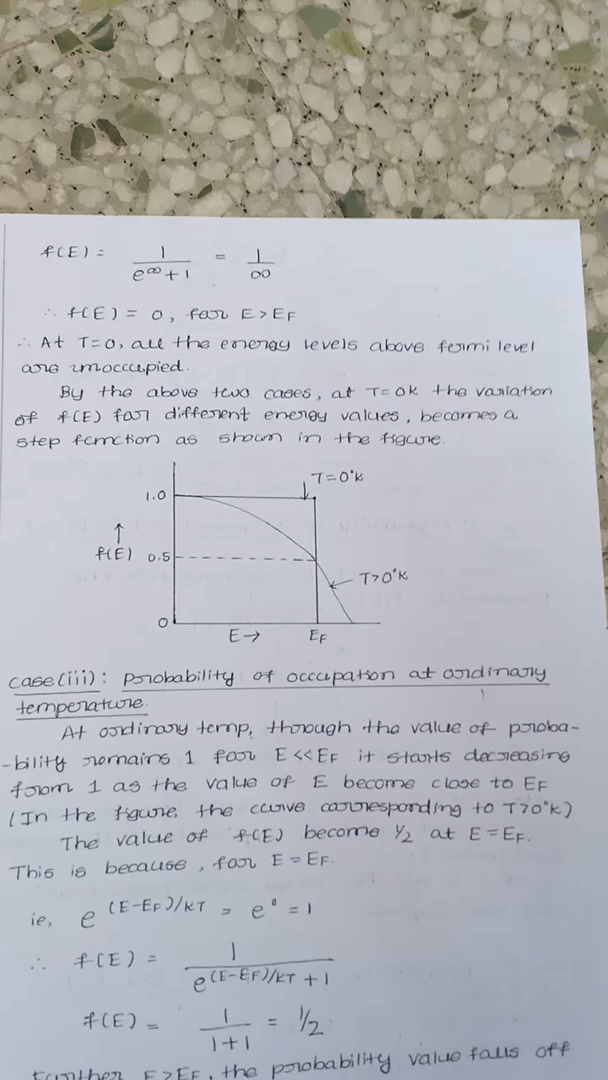 f(E) = 1/(e^∞ + 1) = 1/∞
∴ f(E) = 0, for E > EF
∴ At T=0, all the energy levels above fermi level
are unoccupied.
By the above two cases, at T=0K the variation
of f(E) for different energy values, becomes a
step function as shown in the figure.
T=0°K
1.0
↑
f(E)
0.5
T>0°K
0
E→
EF
case(iii): probability of occupation at ordinary
temperature
At ordinary temp, through the value of proba-
-bility remains 1 for E<<EF it starts decreasing
from 1 as the value of E become close to EF
(In the figure, the curve corresponding to T>0°K)
The value of f(E) become 1/2 at E = EF.
This is because, for E = EF.
ie, e^(E-EF)/KT = e° = 1
∴ f(E) = 1/(e^(E-EF)/KT + 1)
f(E) = 1/(1+1) = 1/2
Further E>EF, the probability value falls off